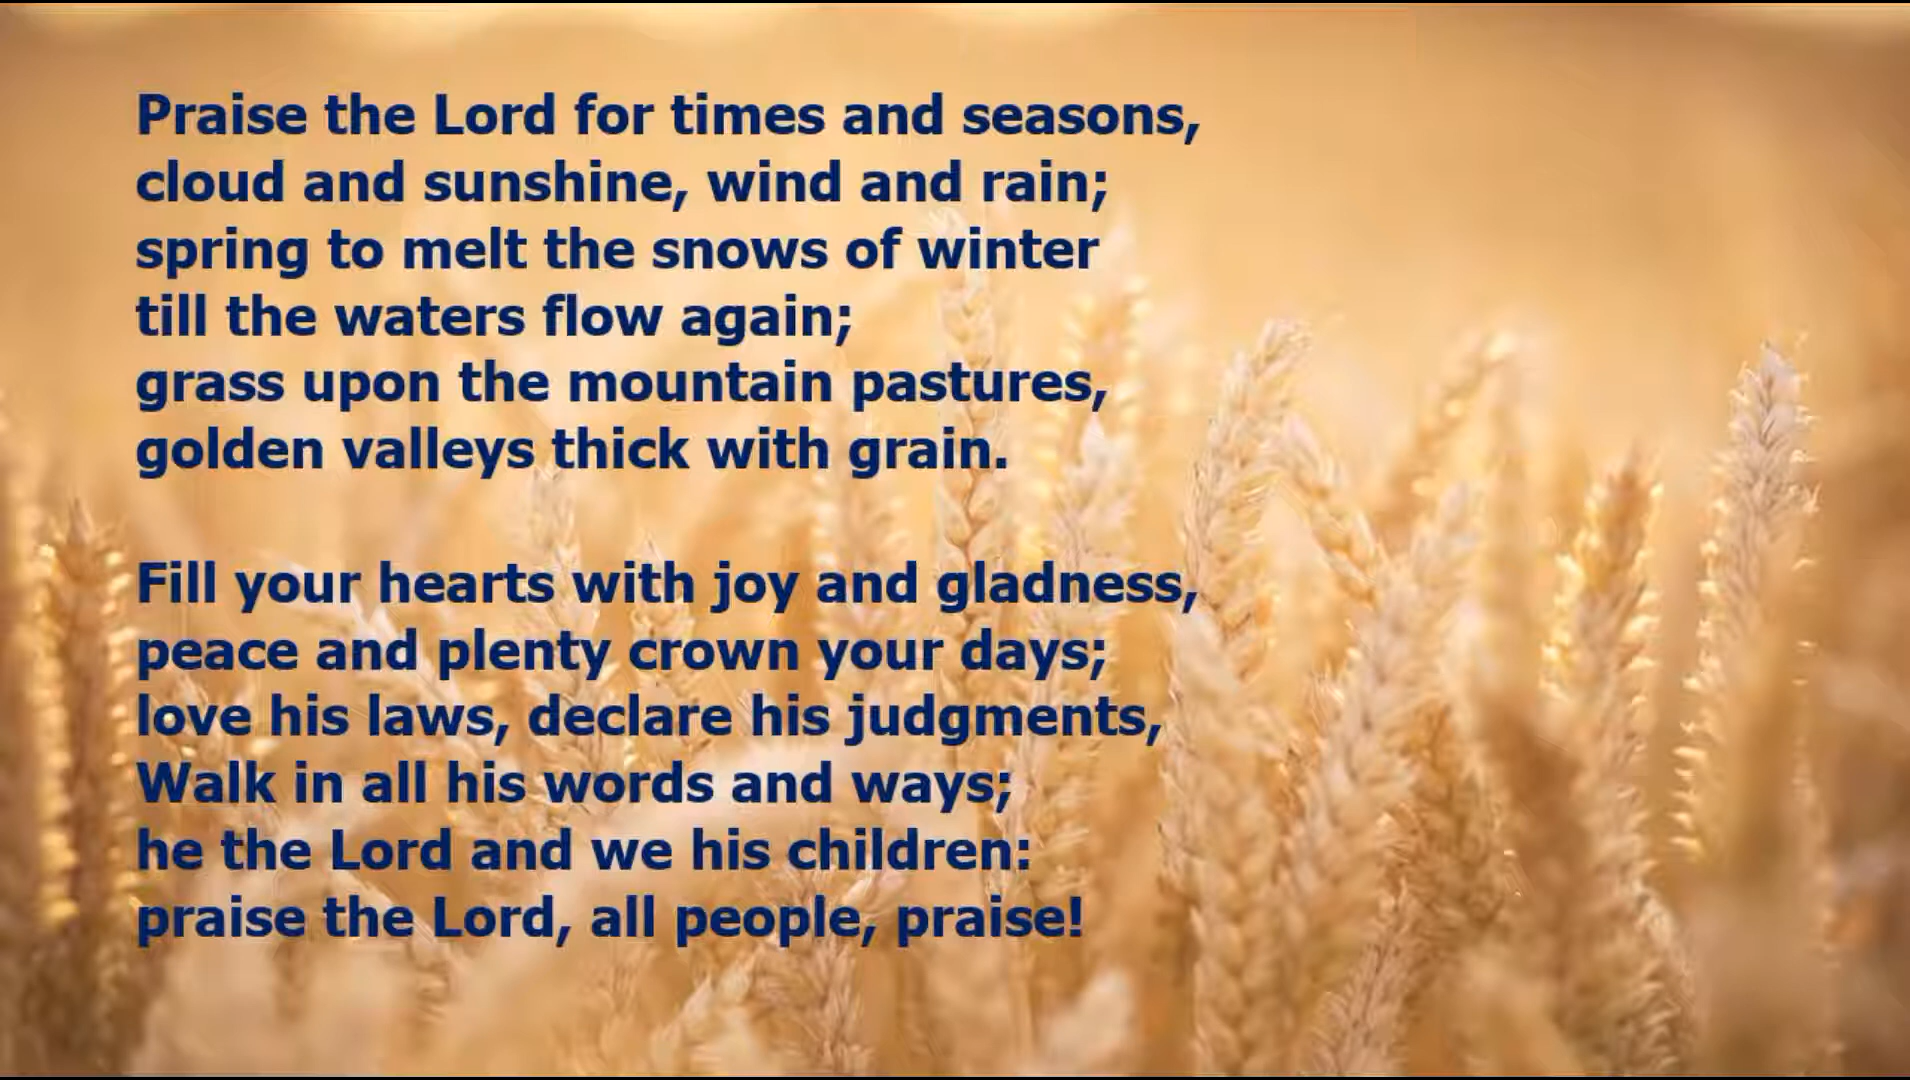 Praise the Lord for times and seasons,
cloud and sunshine, wind and rain;
spring to melt the snows of winter
till the waters flow again;
grass upon the mountain pastures,
golden valleys thick with grain.
Fill your hearts with joy and gladness,
peace and plenty crown your days;
love his laws, declare his judgments,
Walk in all his words and ways;
he the Lord and we his children:
praise the Lord, all people, praise!